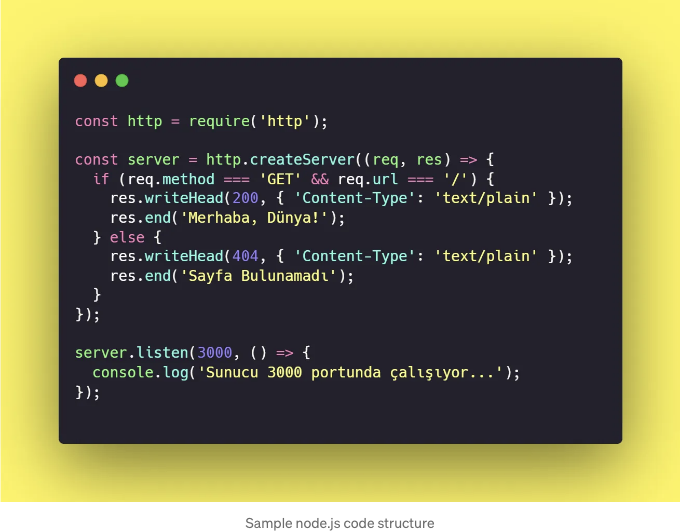 const http = require('http');
const server = http.createServer((req, res) => {
if (req.method === 'GET' && req.url === '/') {
res.writeHead(200, { 'Content-Type': 'text/plain' });
res.end('Merhaba, Dünya!');
} else {
res.writeHead(404, { 'Content-Type': 'text/plain' });
res.end('Sayfa Bulunamadı');
}
});
server.listen(3000, () => {
console.log('Sunucu 3000 portunda çalışıyor...');
});
Sample node.js code structure